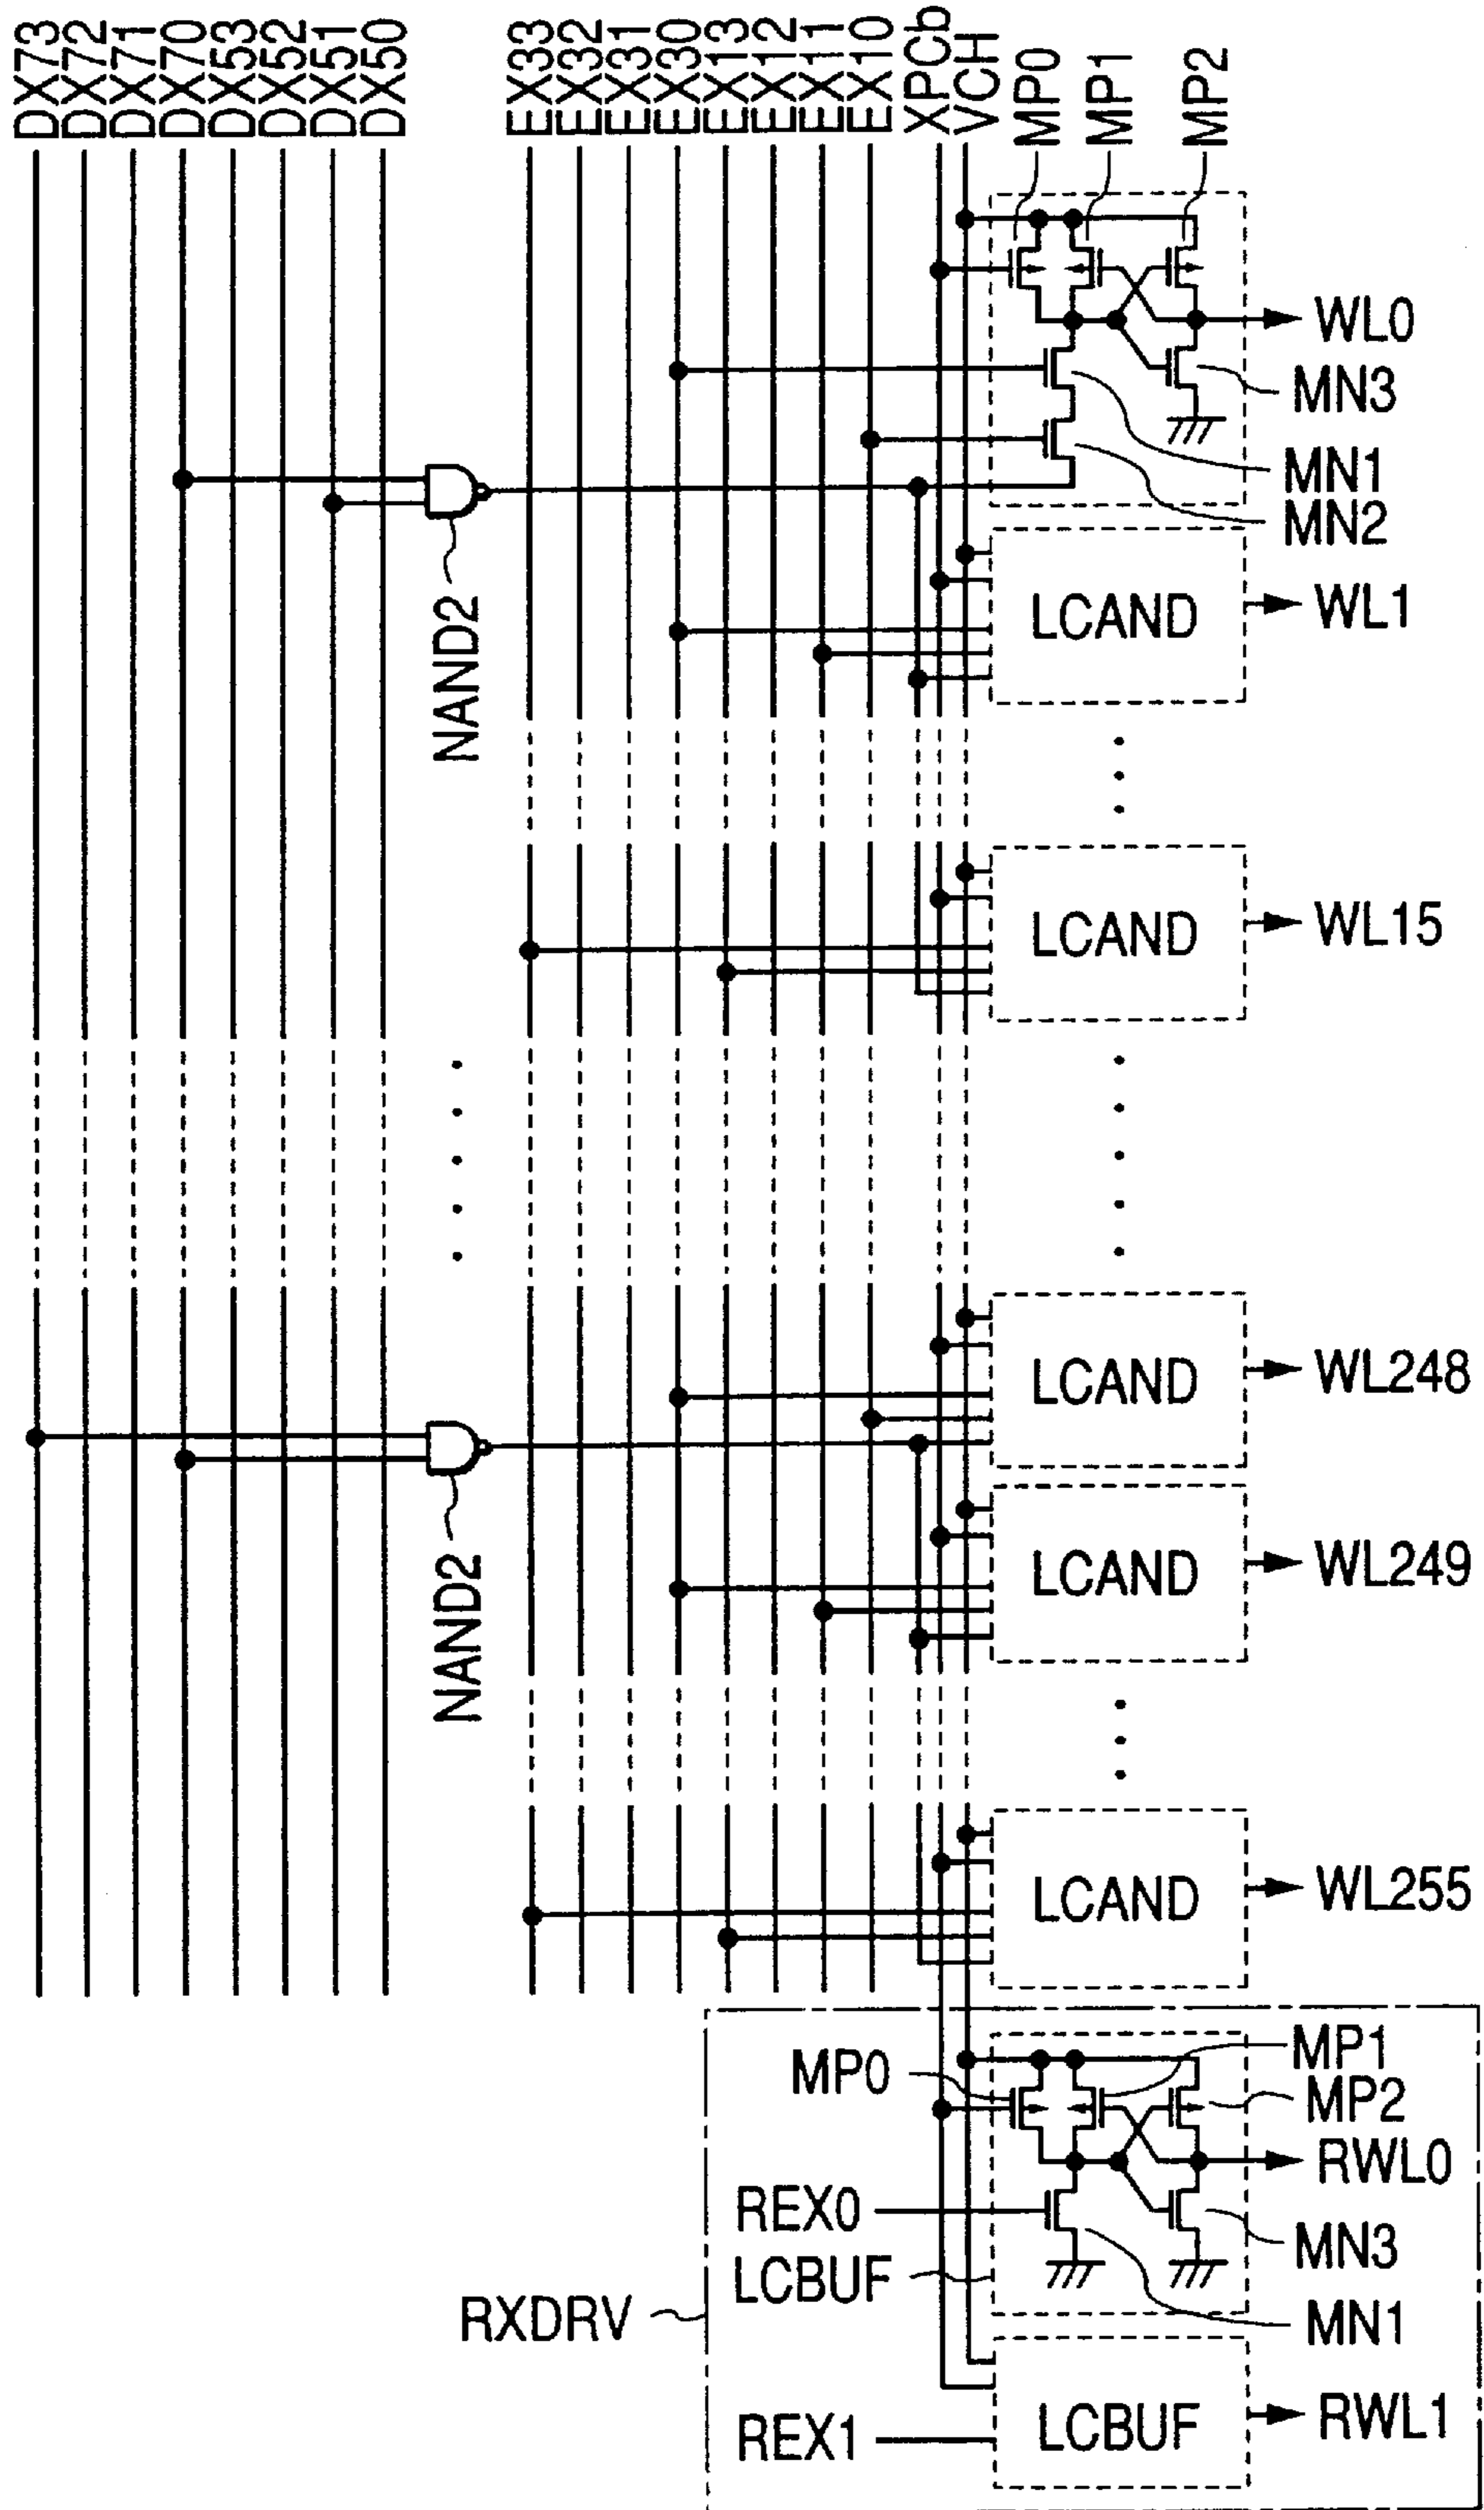 DX73
DX72
DX71
DX70
DX53
DX52
DX51
DX50
EX33
EX32
EX31
EX30
EX13
EX12
EX11
EX10
XPCb
VCH
MP0
MP1
MP2
WL0
MN3
MN1
MN2
NAND2
LCAND
WL1
LCAND
WL15
LCAND
WL248
NAND2
LCAND
WL249
LCAND
WL255
MP0
MP1
MP2
RWL0
REX0
MN3
LCBUF
RXDRV
MN1
REX1
LCBUF
RWL1